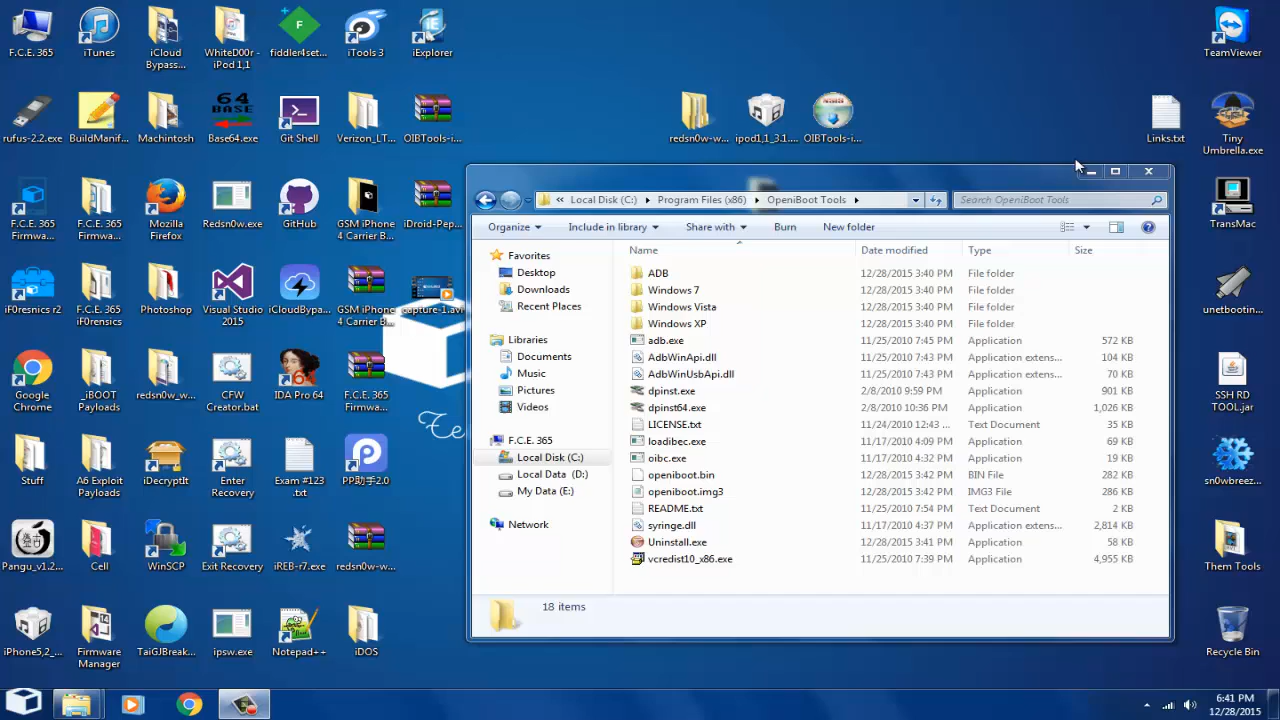 F.C.E. 365
iTunes
iCloud
Bypass...
WhiteD00r -
iPod 1,1
fiddler4set...
iTools 3
iExplorer
TeamViewer
rufus-2.2.exe
BuildManif...
Machintosh
64
BASE
Base64.exe
Git Shell
Verizon_LT...
OIBTools-i...
redsn0w-w...
ipod1,1_3.1....
OIBTools-i...
Links.txt
Tiny
Umbrella.exe
F.C.E. 365
Firmwa...
F.C.E. 365
Firmwa...
Mozilla
Firefox
Redsn0w.exe
GitHub
GSM iPhone
4 Carrier B...
iDroid-Pep...
TransMac
iF0rensics r2
F.C.E. 365
iF0rensics
Photoshop
Visual Studio
2015
iCloudBypa...
GSM iPhone
4 Carrier B...
capture-1.avi
unetbootin...
Google
Chrome
_iBOOT
Payloads
redsn0w_w...
CFW
Creator.bat
64
IDA Pro 64
F.C.E. 365
Firmwa...
SSH RD
TOOL.jar
Stuff
A6 Exploit
Payloads
iDecryptIt
Enter
Recovery
Exam #123
.txt
PP助手2.0
sn0wbreez...
Pangu_v1.2...
Cell
WinSCP
Exit Recovery
iREB-r7.exe
redsn0w-w...
Them Tools
iPhone5,2_...
Firmware
Manager
TaiGJBreak...
ipsw.exe
Notepad++
iDOS
Recycle Bin
« Local Disk (C:) Program Files (x86) OpeniBoot Tools
Search OpeniBoot Tools
Organize Include in library Share with Burn New folder
Name Date modified Type Size
Favorites
Desktop
Downloads
Recent Places
Libraries
Documents
Music
Pictures
Videos
F.C.E. 365
Local Disk (C:)
Local Data (D:)
My Data (E:)
Network
ADB 12/28/2015 3:40 PM File folder
Windows 7 12/28/2015 3:40 PM File folder
Windows Vista 12/28/2015 3:40 PM File folder
Windows XP 12/28/2015 3:40 PM File folder
adb.exe 11/25/2010 7:45 PM Application 572 KB
AdbWinApi.dll 11/25/2010 7:43 PM Application extens... 104 KB
AdbWinUsbApi.dll 11/25/2010 7:43 PM Application extens... 70 KB
dpinst.exe 2/8/2010 9:59 PM Application 901 KB
dpinst64.exe 2/8/2010 10:36 PM Application 1,026 KB
LICENSE.txt 11/24/2010 12:43 ... Text Document 35 KB
loadibec.exe 11/17/2010 4:09 PM Application 69 KB
oibc.exe 11/17/2010 4:32 PM Application 19 KB
openiboot.bin 12/28/2015 3:42 PM BIN File 282 KB
openiboot.img3 12/28/2015 3:42 PM IMG3 File 286 KB
README.txt 11/25/2010 7:54 PM Text Document 2 KB
syringe.dll 11/17/2010 4:37 PM Application extens... 2,814 KB
Uninstall.exe 12/28/2015 3:41 PM Application 58 KB
vcredist10_x86.exe 11/25/2010 7:39 PM Application 4,955 KB
18 items
6:41 PM
12/28/2015